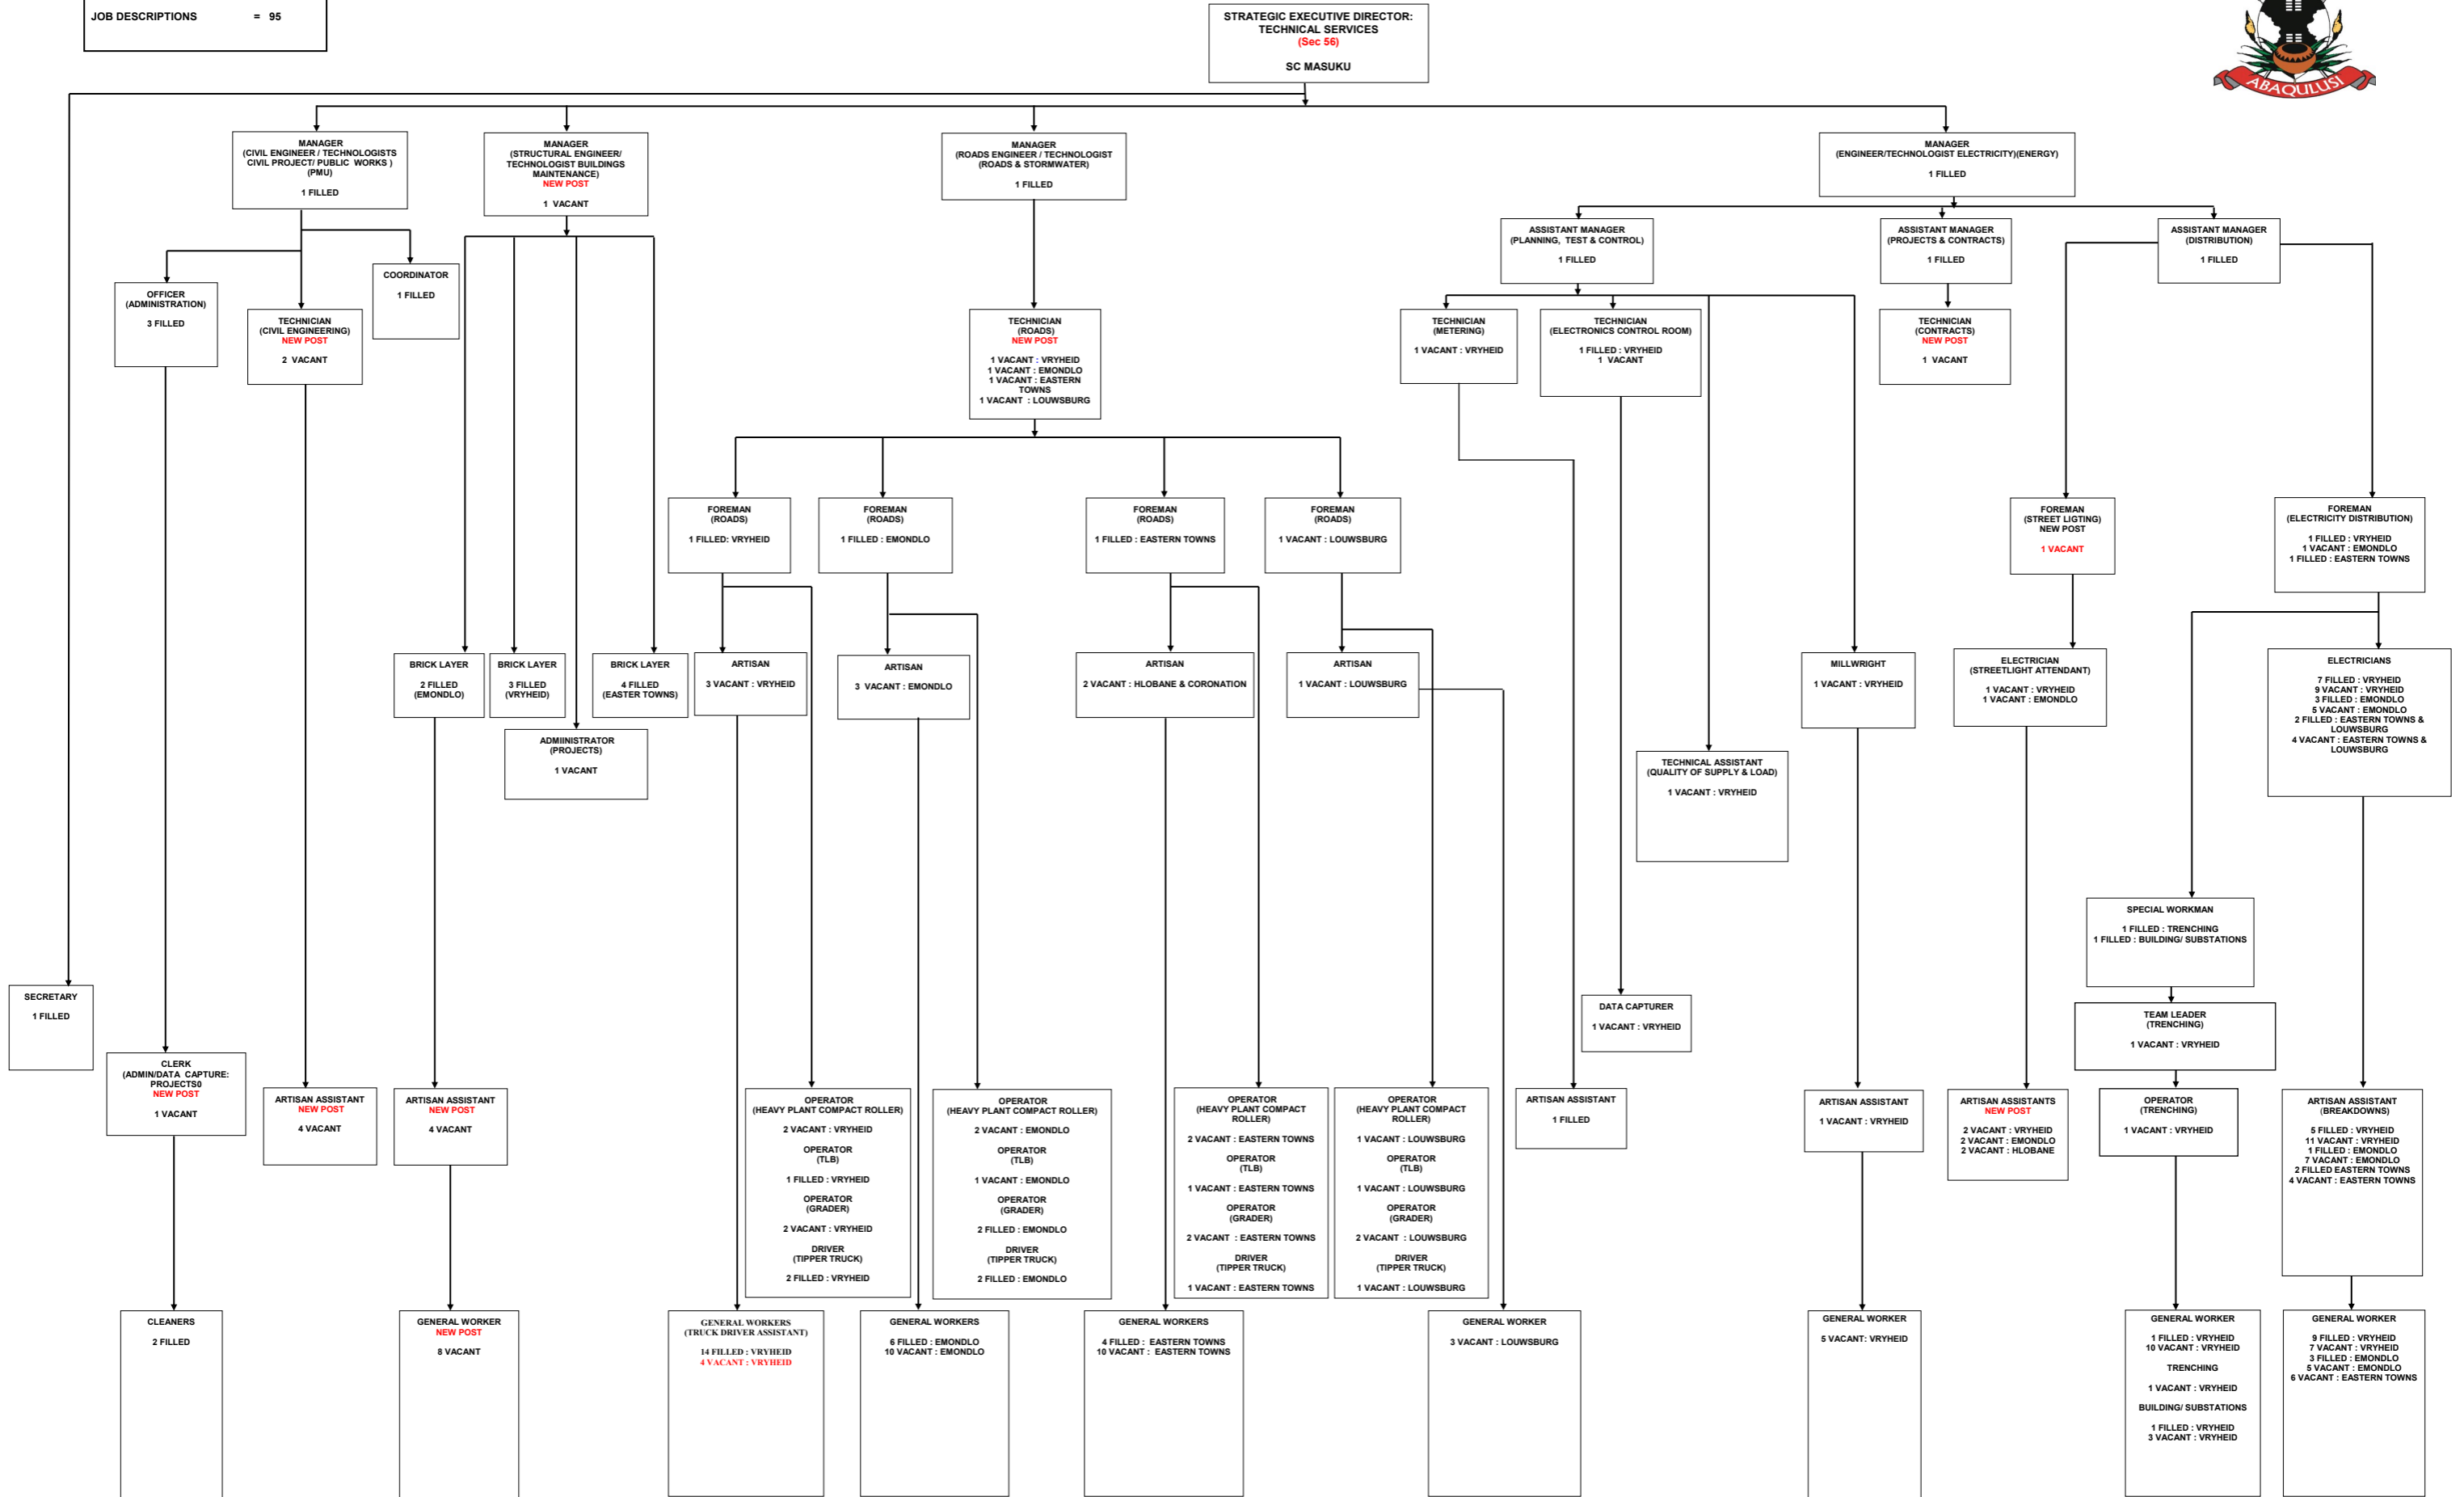 JOB DESCRIPTIONS = 95
STRATEGIC EXECUTIVE DIRECTOR:
TECHNICAL SERVICES
(Sec 56)
SC MASUKU
ABAQULUSI
MANAGER
(CIVIL ENGINEER / TECHNOLOGISTS
CIVIL PROJECT/ PUBLIC WORKS )
(PMU)
1 FILLED
MANAGER
(STRUCTURAL ENGINEER/
TECHNOLOGIST BUILDINGS
MAINTENANCE)
NEW POST
1 VACANT
MANAGER
(ROADS ENGINEER / TECHNOLOGIST
(ROADS & STORMWATER)
1 FILLED
MANAGER
(ENGINEER/TECHNOLOGIST ELECTRICITY)(ENERGY)
1 FILLED
ASSISTANT MANAGER
(PLANNING, TEST & CONTROL)
1 FILLED
ASSISTANT MANAGER
(PROJECTS & CONTRACTS)
1 FILLED
ASSISTANT MANAGER
(DISTRIBUTION)
1 FILLED
OFFICER
(ADMINISTRATION)
3 FILLED
TECHNICIAN
(CIVIL ENGINEERING)
NEW POST
2 VACANT
COORDINATOR
1 FILLED
TECHNICIAN
(ROADS)
NEW POST
1 VACANT : VRYHEID
1 VACANT : EMONDLO
1 VACANT : EASTERN
TOWNS
1 VACANT : LOUWSBURG
TECHNICIAN
(METERING)
1 VACANT : VRYHEID
TECHNICIAN
(ELECTRONICS CONTROL ROOM)
1 FILLED : VRYHEID
1 VACANT
TECHNICIAN
(CONTRACTS)
NEW POST
1 VACANT
FOREMAN
(ROADS)
1 FILLED: VRYHEID
FOREMAN
(ROADS)
1 FILLED : EMONDLO
FOREMAN
(ROADS)
1 FILLED : EASTERN TOWNS
FOREMAN
(ROADS)
1 VACANT : LOUWSBURG
FOREMAN
(STREET LIGTING)
NEW POST
1 VACANT
FOREMAN
(ELECTRICITY DISTRIBUTION)
1 FILLED : VRYHEID
1 VACANT : EMONDLO
1 FILLED : EASTERN TOWNS
BRICK LAYER
2 FILLED
(EMONDLO)
BRICK LAYER
3 FILLED
(VRYHEID)
BRICK LAYER
4 FILLED
(EASTER TOWNS)
ADMIINISTRATOR
(PROJECTS)
1 VACANT
ARTISAN
3 VACANT : VRYHEID
ARTISAN
3 VACANT : EMONDLO
ARTISAN
2 VACANT : HLOBANE & CORONATION
ARTISAN
1 VACANT : LOUWSBURG
MILLWRIGHT
1 VACANT : VRYHEID
ELECTRICIAN
(STREETLIGHT ATTENDANT)
1 VACANT : VRYHEID
1 VACANT : EMONDLO
ELECTRICIANS
7 FILLED : VRYHEID
9 VACANT : VRYHEID
3 FILLED : EMONDLO
5 VACANT : EMONDLO
2 FILLED : EASTERN TOWNS &
LOUWSBURG
4 VACANT : EASTERN TOWNS &
LOUWSBURG
TECHNICAL ASSISTANT
(QUALITY OF SUPPLY & LOAD)
1 VACANT : VRYHEID
SPECIAL WORKMAN
1 FILLED : TRENCHING
1 FILLED : BUILDING/ SUBSTATIONS
SECRETARY
1 FILLED
DATA CAPTURER
1 VACANT : VRYHEID
TEAM LEADER
(TRENCHING)
1 VACANT : VRYHEID
CLERK
(ADMIN/DATA CAPTURE:
PROJECTS0
NEW POST
1 VACANT
ARTISAN ASSISTANT
NEW POST
4 VACANT
ARTISAN ASSISTANT
NEW POST
4 VACANT
OPERATOR
(HEAVY PLANT COMPACT ROLLER)
2 VACANT : VRYHEID
OPERATOR
(TLB)
1 FILLED : VRYHEID
OPERATOR
(GRADER)
2 VACANT : VRYHEID
DRIVER
(TIPPER TRUCK)
2 FILLED : VRYHEID
OPERATOR
(HEAVY PLANT COMPACT ROLLER)
2 VACANT : EMONDLO
OPERATOR
(TLB)
1 VACANT : EMONDLO
OPERATOR
(GRADER)
2 FILLED : EMONDLO
DRIVER
(TIPPER TRUCK)
2 FILLED : EMONDLO
OPERATOR
(HEAVY PLANT COMPACT
ROLLER)
2 VACANT : EASTERN TOWNS
OPERATOR
(TLB)
1 VACANT : EASTERN TOWNS
OPERATOR
(GRADER)
2 VACANT : EASTERN TOWNS
DRIVER
(TIPPER TRUCK)
1 VACANT : EASTERN TOWNS
OPERATOR
(HEAVY PLANT COMPACT
ROLLER)
1 VACANT : LOUWSBURG
OPERATOR
(TLB)
1 VACANT : LOUWSBURG
OPERATOR
(GRADER)
2 VACANT : LOUWSBURG
DRIVER
(TIPPER TRUCK)
1 VACANT : LOUWSBURG
ARTISAN ASSISTANT
1 FILLED
ARTISAN ASSISTANT
1 VACANT : VRYHEID
ARTISAN ASSISTANTS
NEW POST
2 VACANT : VRYHEID
2 VACANT : EMONDLO
2 VACANT : HLOBANE
OPERATOR
(TRENCHING)
1 VACANT : VRYHEID
ARTISAN ASSISTANT
(BREAKDOWNS)
5 FILLED : VRYHEID
11 VACANT : VRYHEID
1 FILLED : EMONDLO
7 VACANT : EMONDLO
2 FILLED EASTERN TOWNS
4 VACANT : EASTERN TOWNS
CLEANERS
2 FILLED
GENERAL WORKER
NEW POST
8 VACANT
GENERAL WORKERS
(TRUCK DRIVER ASSISTANT)
14 FILLED : VRYHEID
4 VACANT : VRYHEID
GENERAL WORKERS
6 FILLED : EMONDLO
10 VACANT : EMONDLO
GENERAL WORKERS
4 FILLED : EASTERN TOWNS
10 VACANT : EASTERN TOWNS
GENERAL WORKER
3 VACANT : LOUWSBURG
GENERAL WORKER
5 VACANT: VRYHEID
GENERAL WORKER
1 FILLED : VRYHEID
10 VACANT : VRYHEID
TRENCHING
1 VACANT : VRYHEID
BUILDING/ SUBSTATIONS
1 FILLED : VRYHEID
3 VACANT : VRYHEID
GENERAL WORKER
9 FILLED : VRYHEID
7 VACANT : VRYHEID
3 FILLED : EMONDLO
5 VACANT : EMONDLO
6 VACANT : EASTERN TOWNS